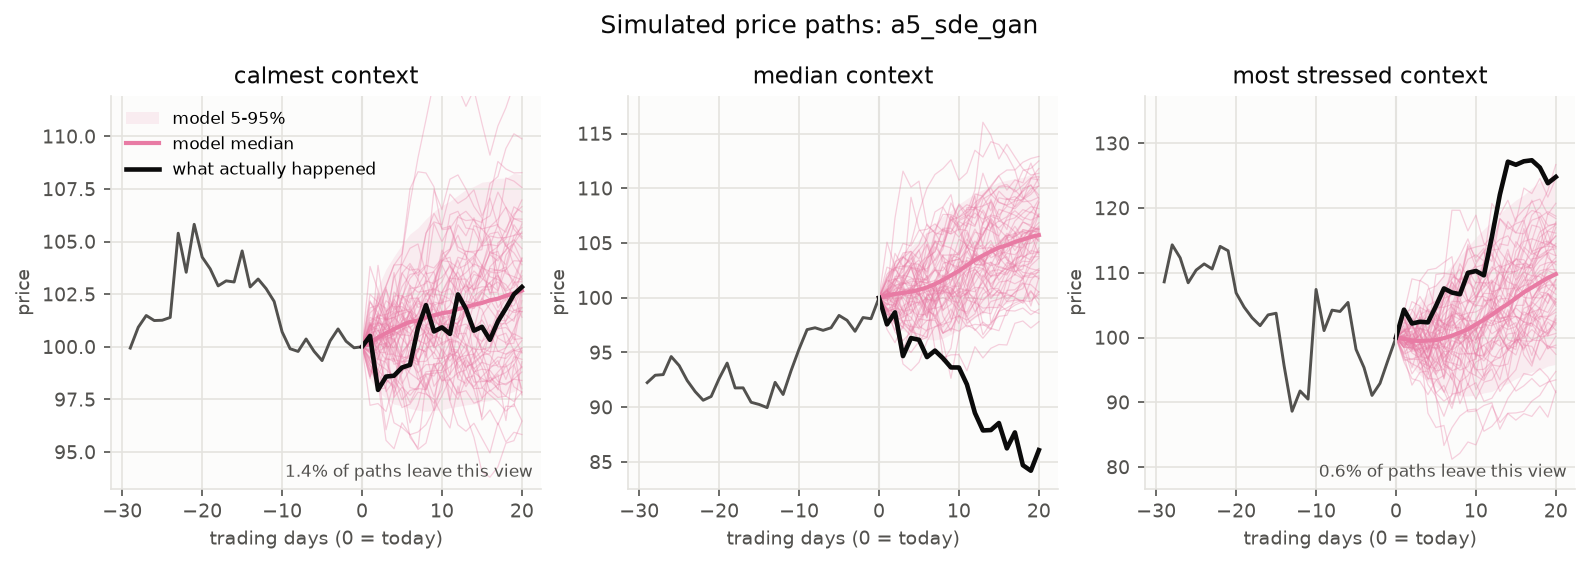 Simulated price paths: a5_sde_gan
calmest context
median context
most stressed context
model 5-95%
model median
what actually happened
110.0
107.5
105.0
102.5
100.0
97.5
95.0
price
1.4% of paths leave this view
−30
−20
−10
0
10
20
trading days (0 = today)
115
110
105
100
95
90
85
price
−30
−20
−10
0
10
20
trading days (0 = today)
130
120
110
100
90
80
price
0.6% of paths leave this view
−30
−20
−10
0
10
20
trading days (0 = today)